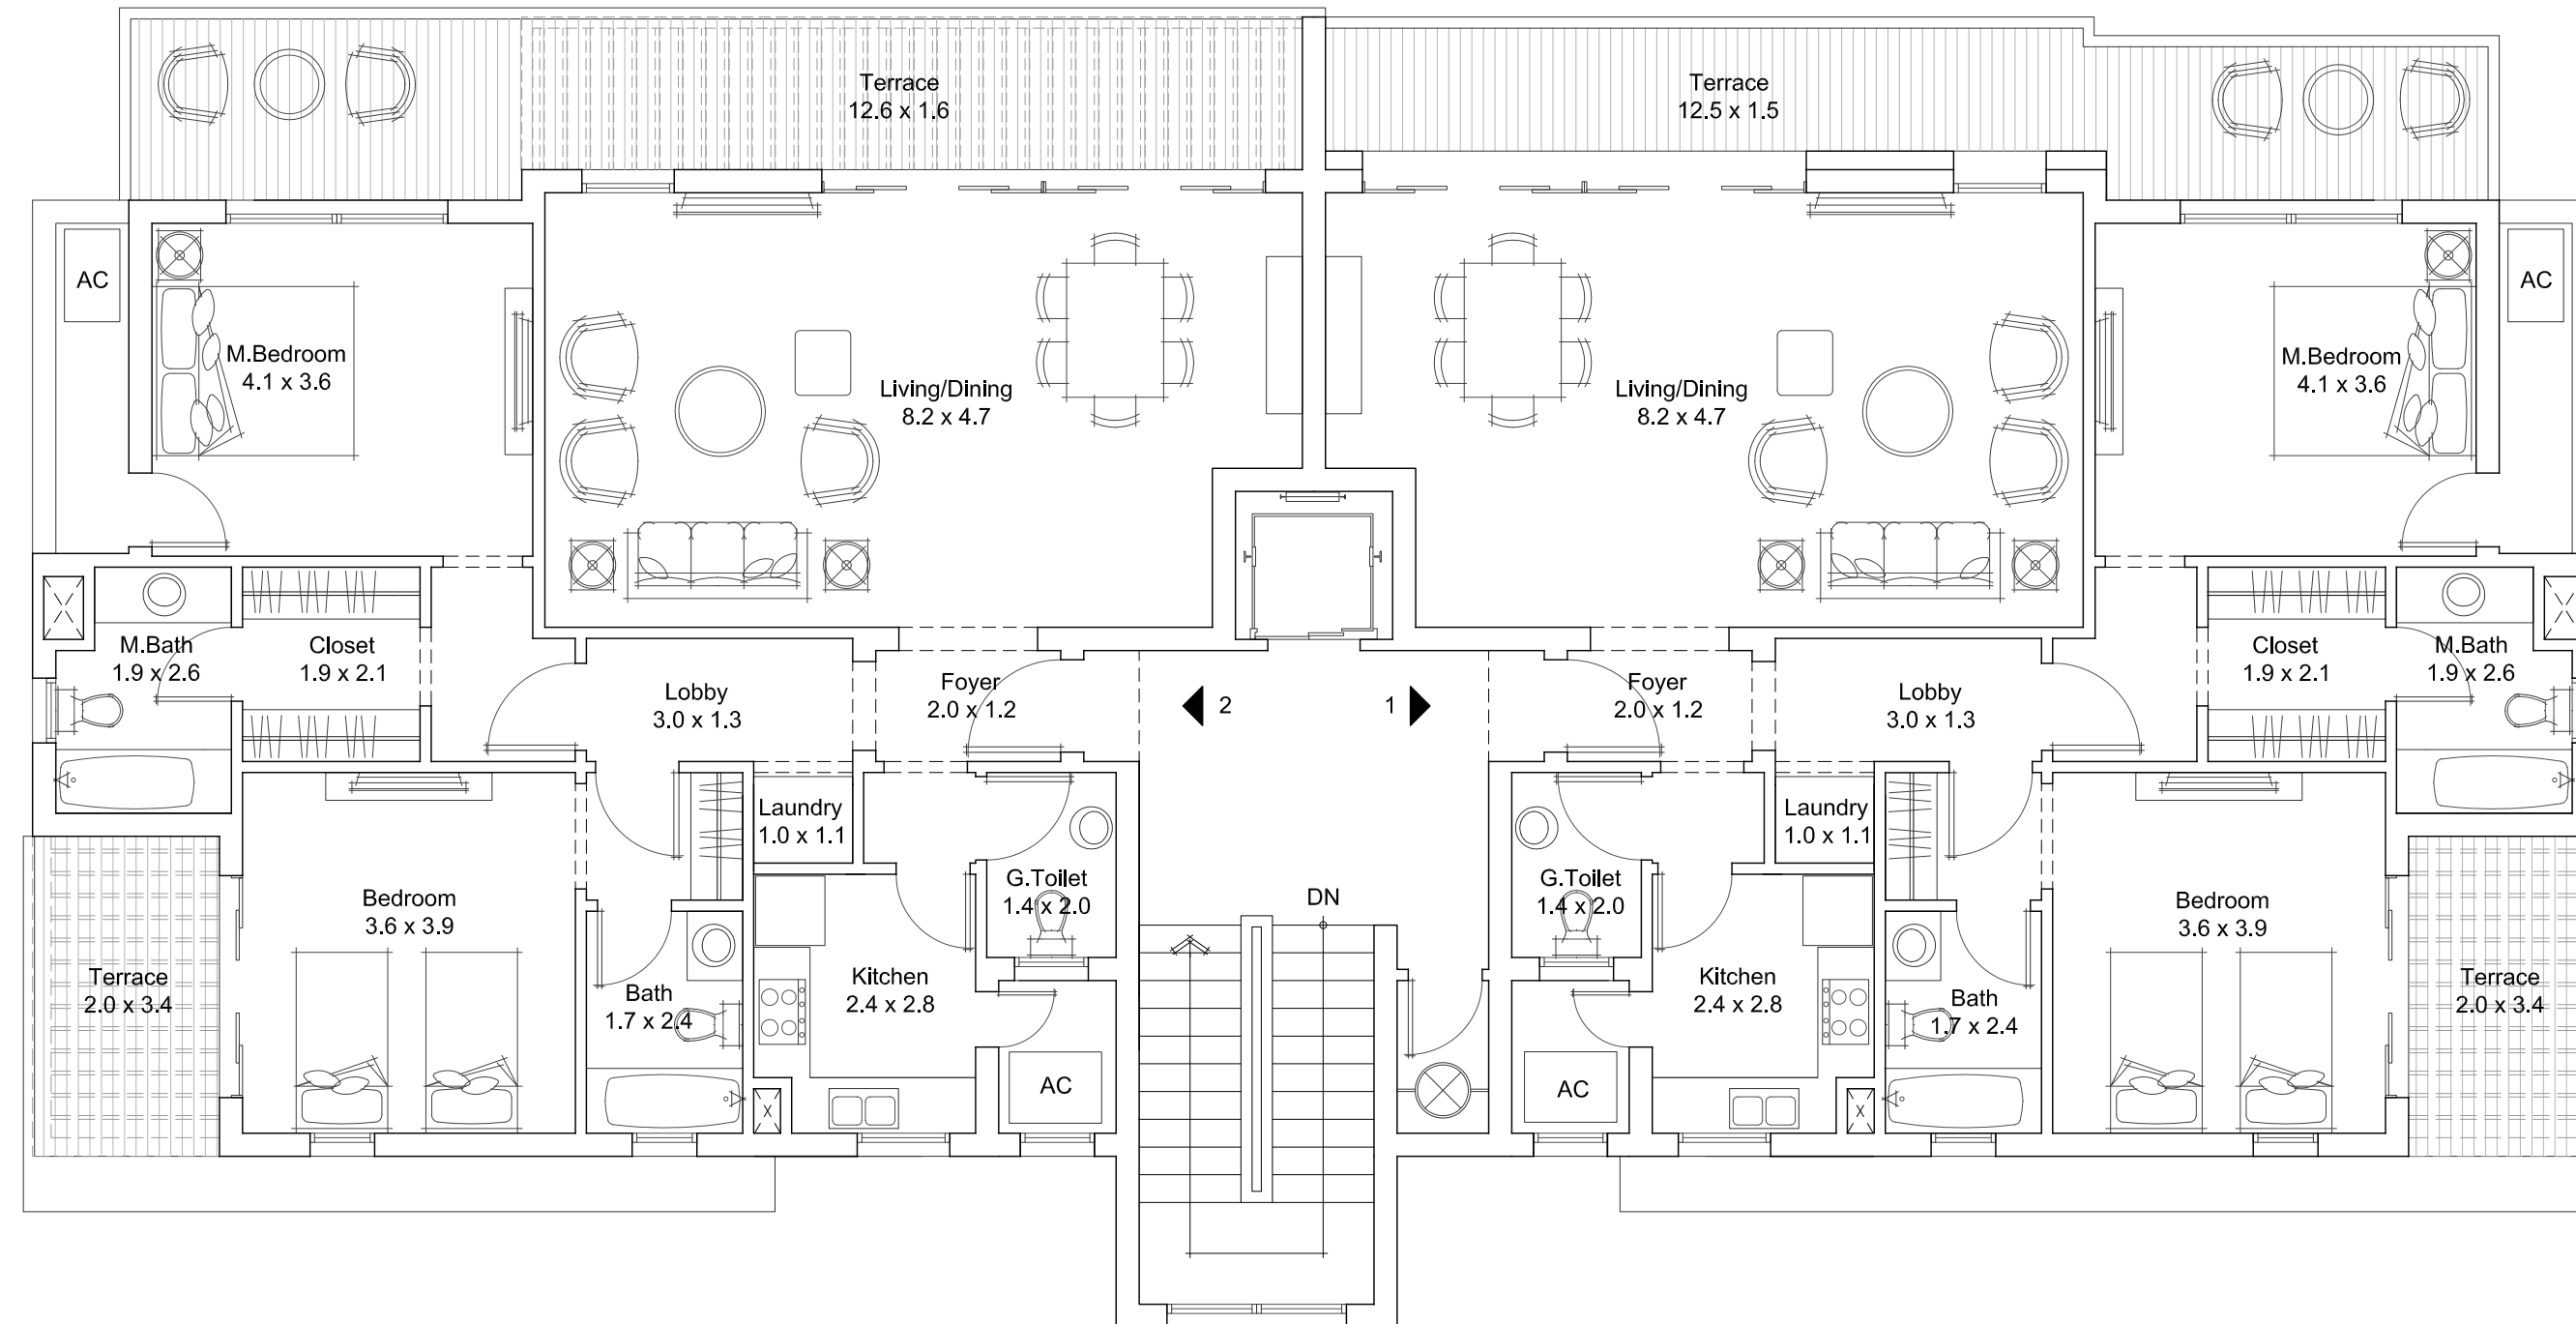 Terrace
12.6 x 1.6
Terrace
12.5 x 1.5
AC
M.Bedroom
4.1 x 3.6
Living/Dining
8.2 x 4.7
Living/Dining
8.2 x 4.7
M.Bedroom
4.1 x 3.6
AC
M.Bath
1.9 x 2.6
Closet
1.9 x 2.1
Lobby
3.0 x 1.3
Foyer
2.0 x 1.2
2
1
Foyer
2.0 x 1.2
Lobby
3.0 x 1.3
Closet
1.9 x 2.1
M.Bath
1.9 x 2.6
Laundry
1.0 x 1.1
Laundry
1.0 x 1.1
Bedroom
3.6 x 3.9
G.Toilet
1.4 x 2.0
DN
G.Toilet
1.4 x 2.0
Bedroom
3.6 x 3.9
Terrace
2.0 x 3.4
Bath
1.7 x 2.4
Kitchen
2.4 x 2.8
Kitchen
2.4 x 2.8
Bath
1.7 x 2.4
Terrace
2.0 x 3.4
AC
AC